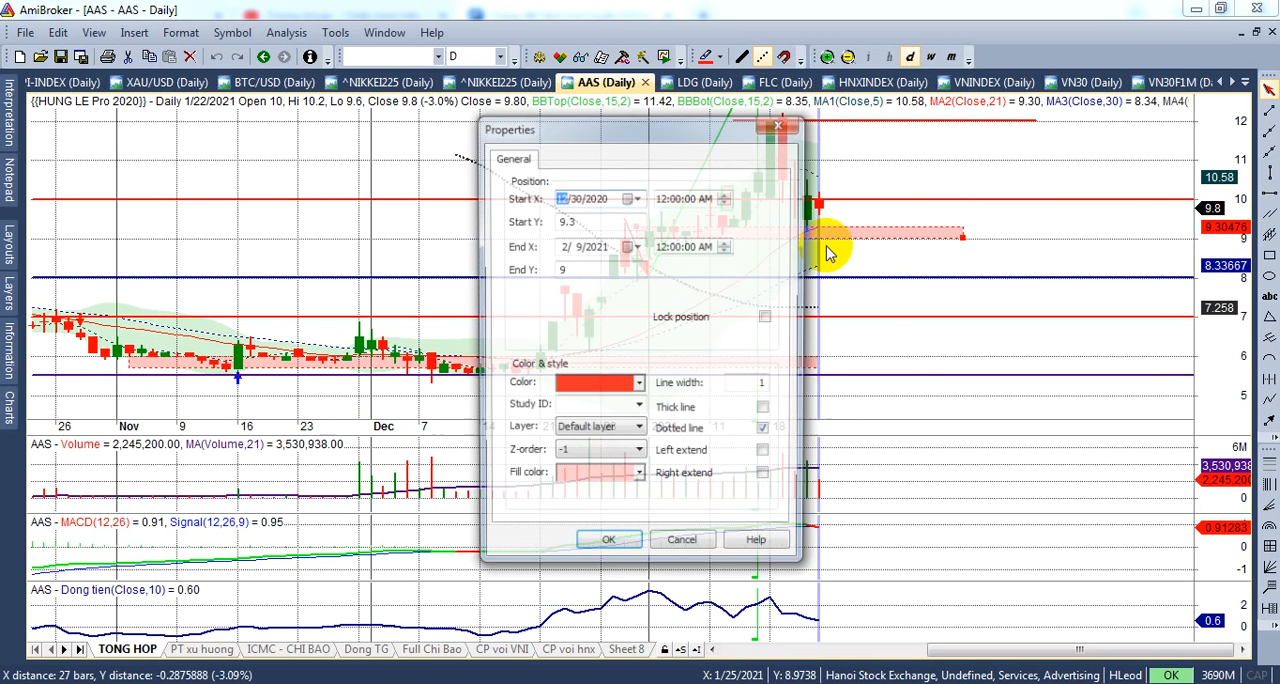 AmiBroker - [AAS - AAS - Daily]
File Edit View Insert Format Symbol Analysis Tools Window Help
D
i h d w m
I-INDEX (Daily) XAU/USD (Daily) BTC/USD (Daily) ^NIKKEI225 (Daily) ^NIKKEI225 (Daily) AAS (Daily) LDG (Daily) FLC (Daily) HNXINDEX (Daily) VNINDEX (Daily) VN30 (Daily) VN30F1M (D
{{HUNG LE Pro 2020}} - Daily 1/22/2021 Open 10, Hi 10.2, Lo 9.6, Close 9.8 (-3.0%) Close = 9.80, BBTop(Close,15,2) = 11.42, BBBot(Close,15,2) = 8.35, MA1(Close,5) = 10.58, MA2(Close,21) = 9.30, MA3(Close,30) = 8.34, MA4(
Interpretation
Notepad
Layouts
Layers
Information
Charts
abc
12
11
10.58
10
9.8
9.30476
9
8.33667
8
7.258
7
6
5
Properties
General
Position:
Start X: 12/30/2020 12:00:00 AM
Start Y: 9.3
End X: 2/ 9/2021 12:00:00 AM
End Y: 9
Lock position
Color & style
Color: Line width: 1
Study ID: Thick line
Layer: Default layer Dotted line
Z-order: -1 Left extend
Fill color: Right extend
OK Cancel Help
26 Nov 9 16 23 Dec 7 14 11 18
AAS - Volume = 2,245,200.00, MA(Volume,21) = 3,530,938.00
6M
3,530,938
2,245,200
0
AAS - MACD(12,26) = 0.91, Signal(12,26,9) = 0.95
0.91283
0
-1
AAS - Dong tien(Close,10) = 0.60
2
0.6
0
TONG HOP PT xu huong ICMC - CHI BAO Dong TG Full Chi Bao CP voi VNI CP voi hnx Sheet 8
X distance: 27 bars, Y distance: -0.2875888 (-3.09%) X: 1/25/2021 Y: 8.9738 Hanoi Stock Exchange, Undefined, Services, Advertising HLeod OK 3690M CAP